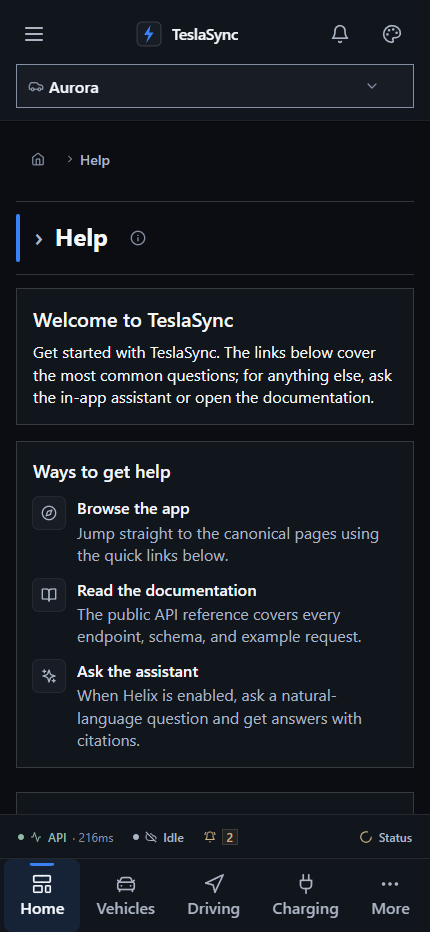 TeslaSync
Aurora
Help
Help
Welcome to TeslaSync
Get started with TeslaSync. The links below cover
the most common questions; for anything else, ask
the in-app assistant or open the documentation.
Ways to get help
Browse the app
Jump straight to the canonical pages using
the quick links below.
Read the documentation
The public API reference covers every
endpoint, schema, and example request.
Ask the assistant
When Helix is enabled, ask a natural-
language question and get answers with
citations.
API · 216ms Idle 2 Status
Home Vehicles Driving Charging More